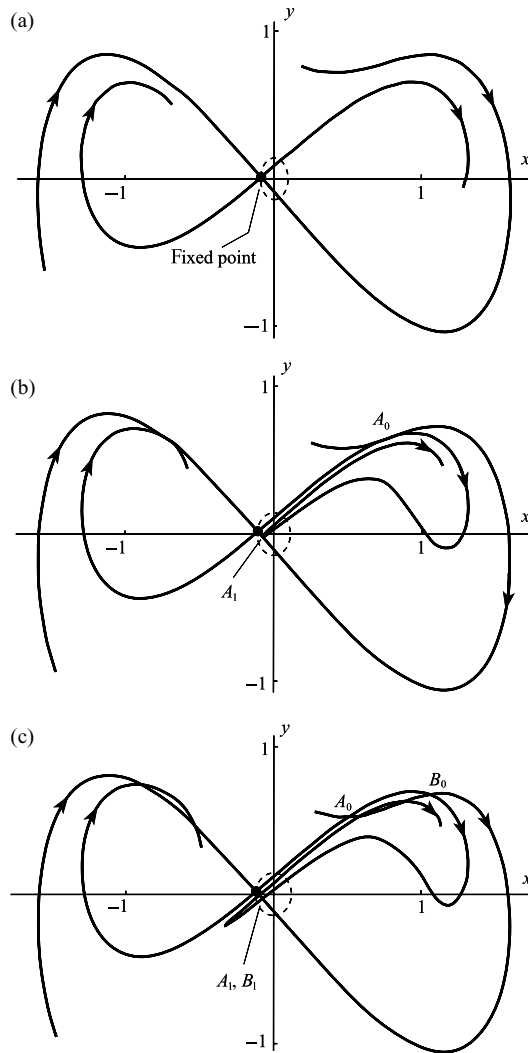 (a)
y
1
x
−1
1
Fixed point
−1
(b)
y
1
A₀
x
−1
1
A₁
−1
(c)
y
1
A₀ B₀
x
-1
1
A₁, B₁
−1